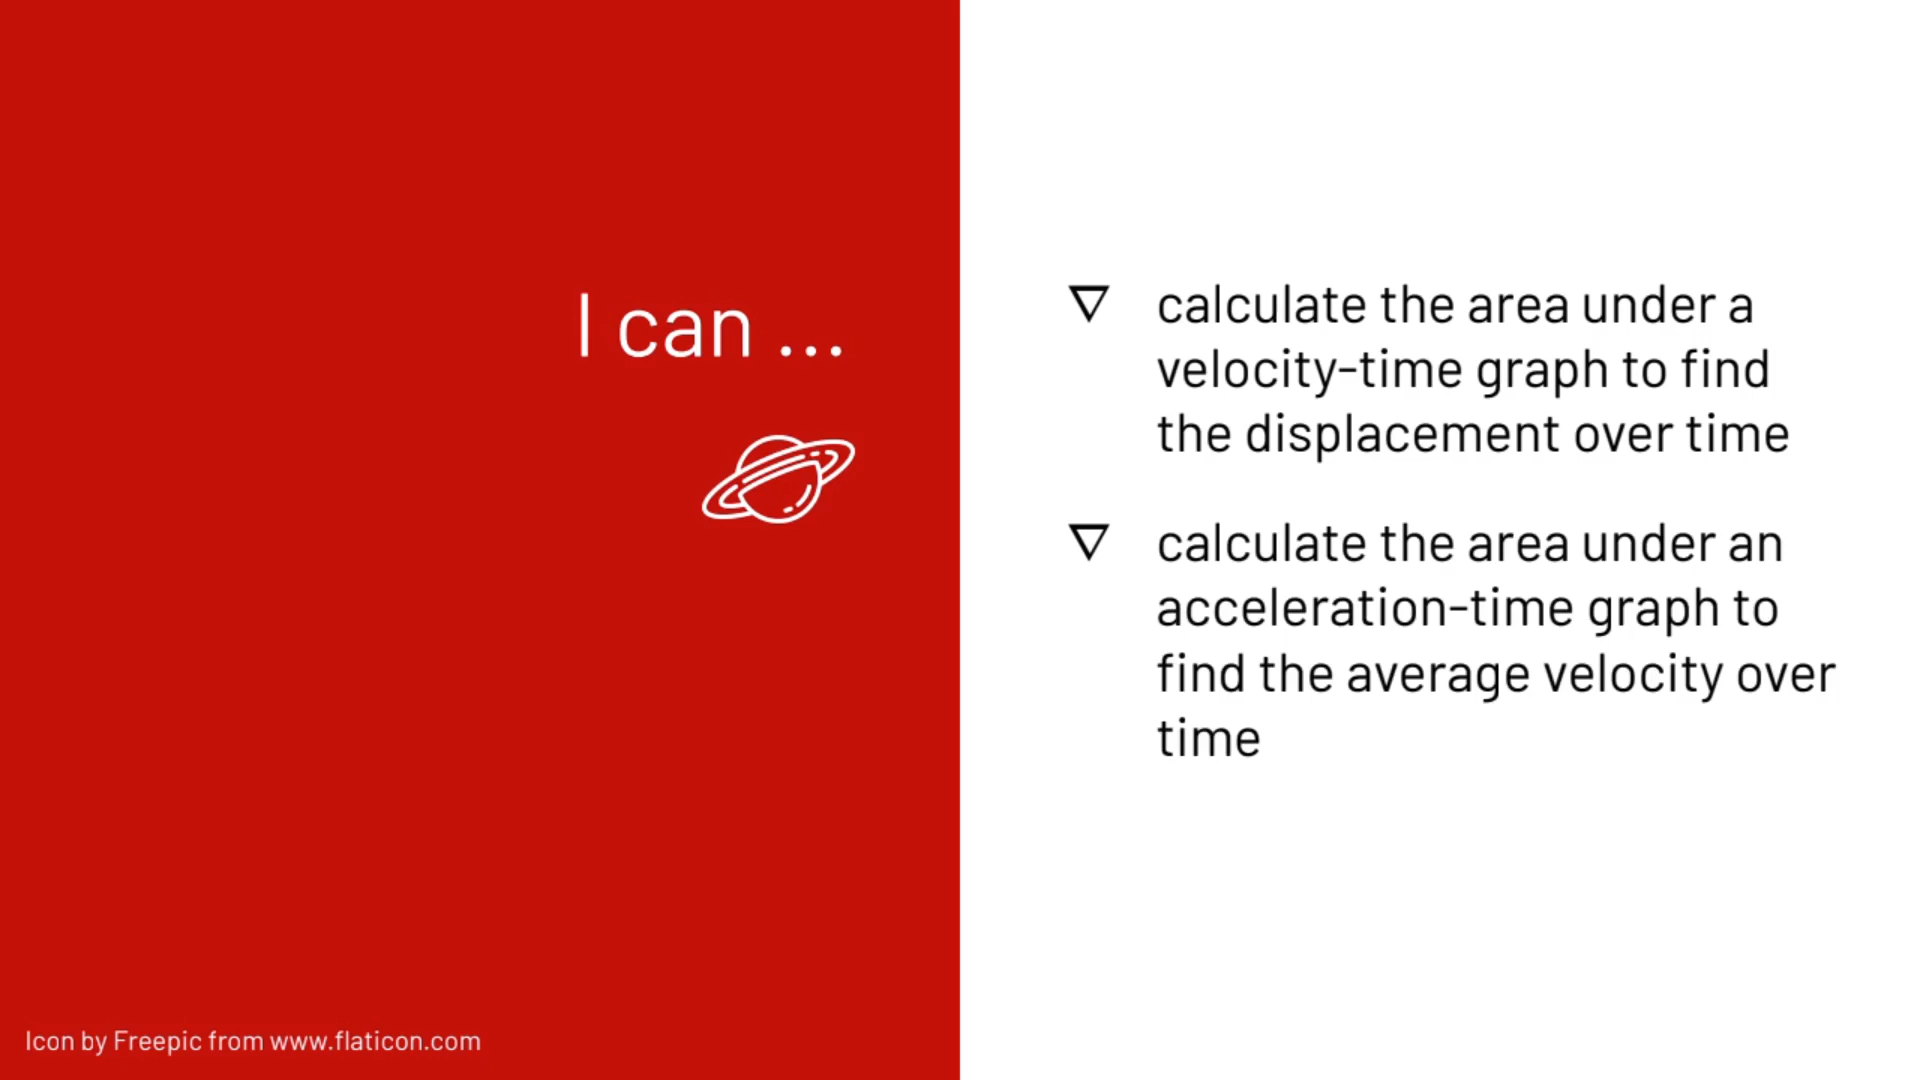 I can ...
calculate the area under a
velocity-time graph to find
the displacement over time
calculate the area under an
acceleration-time graph to
find the average velocity over
time
Icon by Freepic from www.flaticon.com